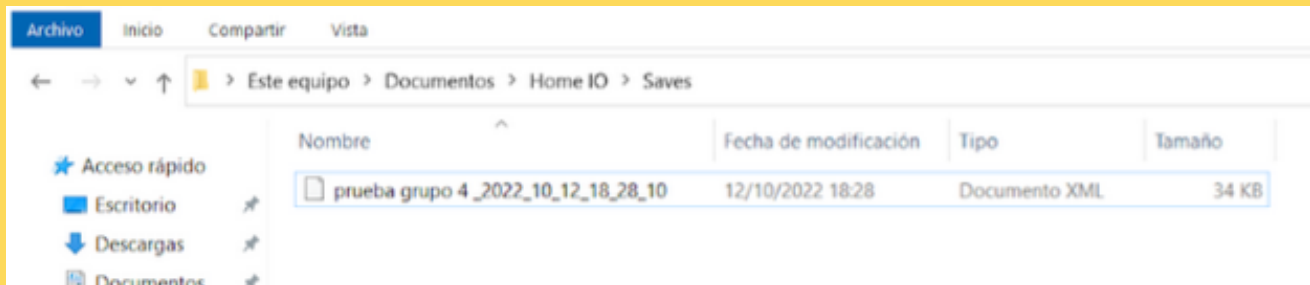 Archivo Inicio Compartir Vista
Este equipo > Documentos > Home IO > Saves
Nombre Fecha de modificación Tipo Tamaño
Acceso rápido
prueba grupo 4 _2022_10_12_18_28_10 12/10/2022 18:28 Documento XML 34 KB
Escritorio
Descargas
Documentos